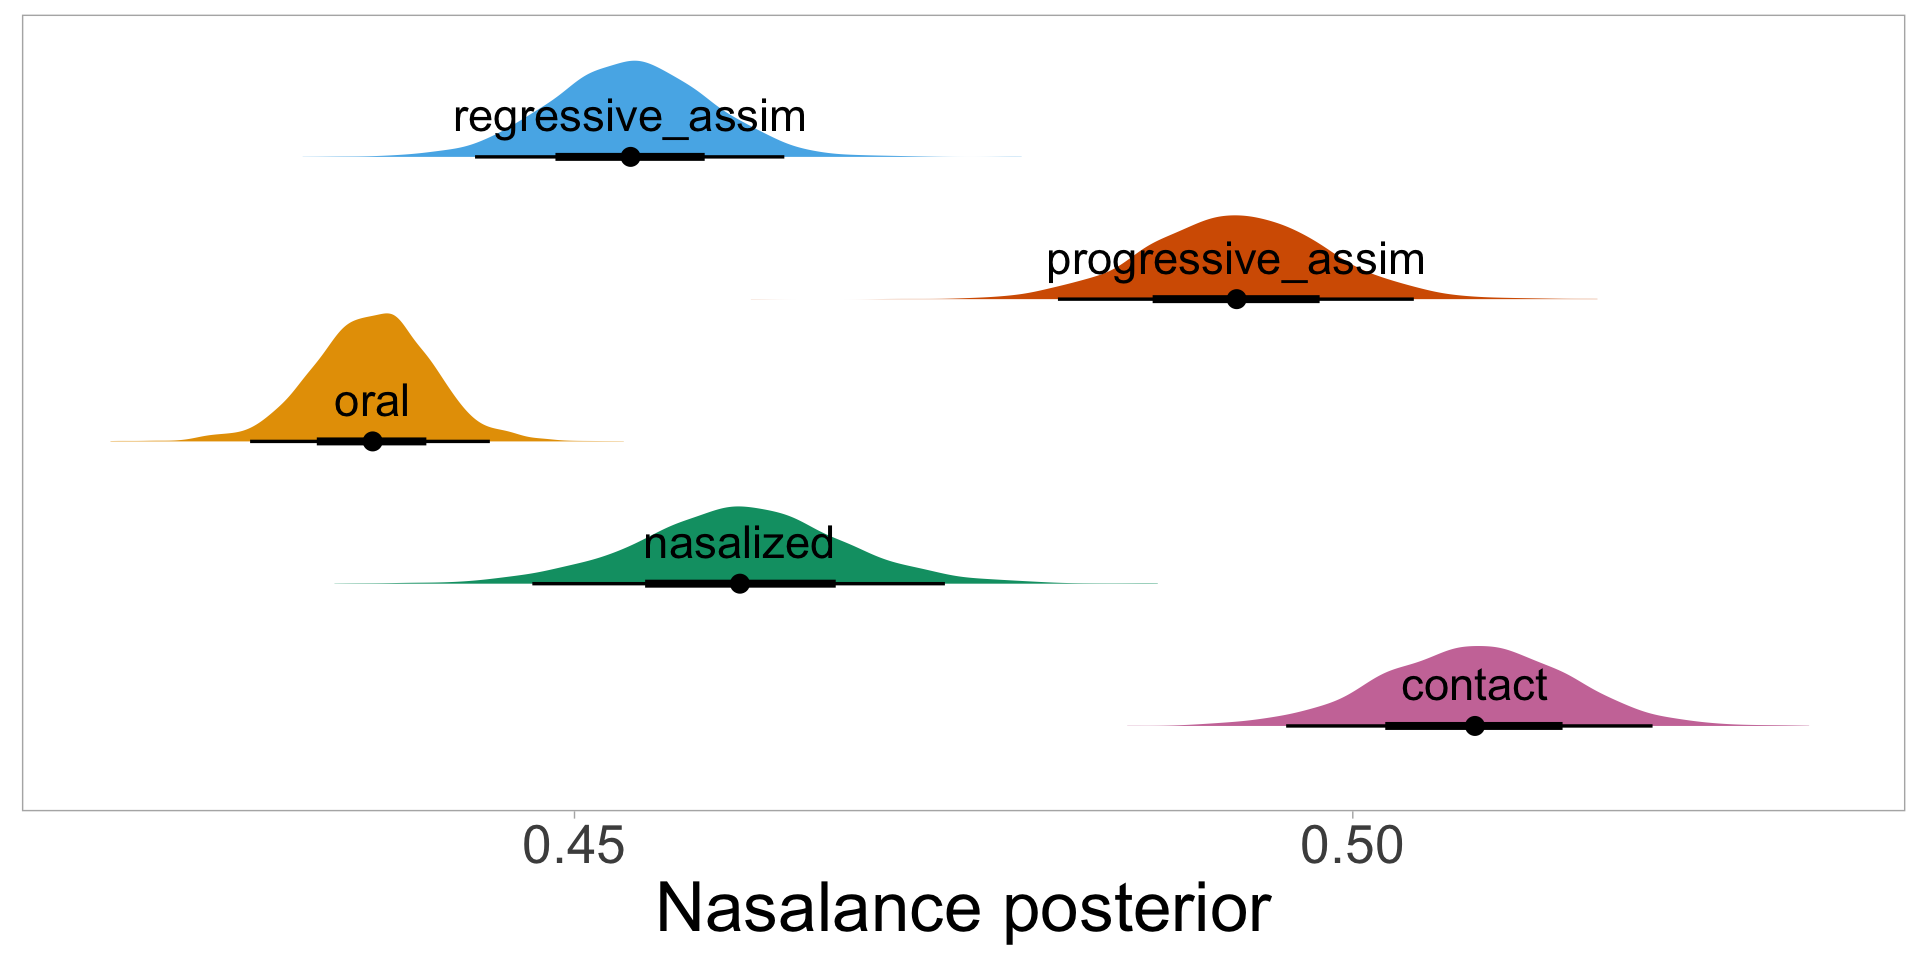 regressive_assim
progressive_assim
oral
nasalized
contact
0.45 0.50
Nasalance posterior